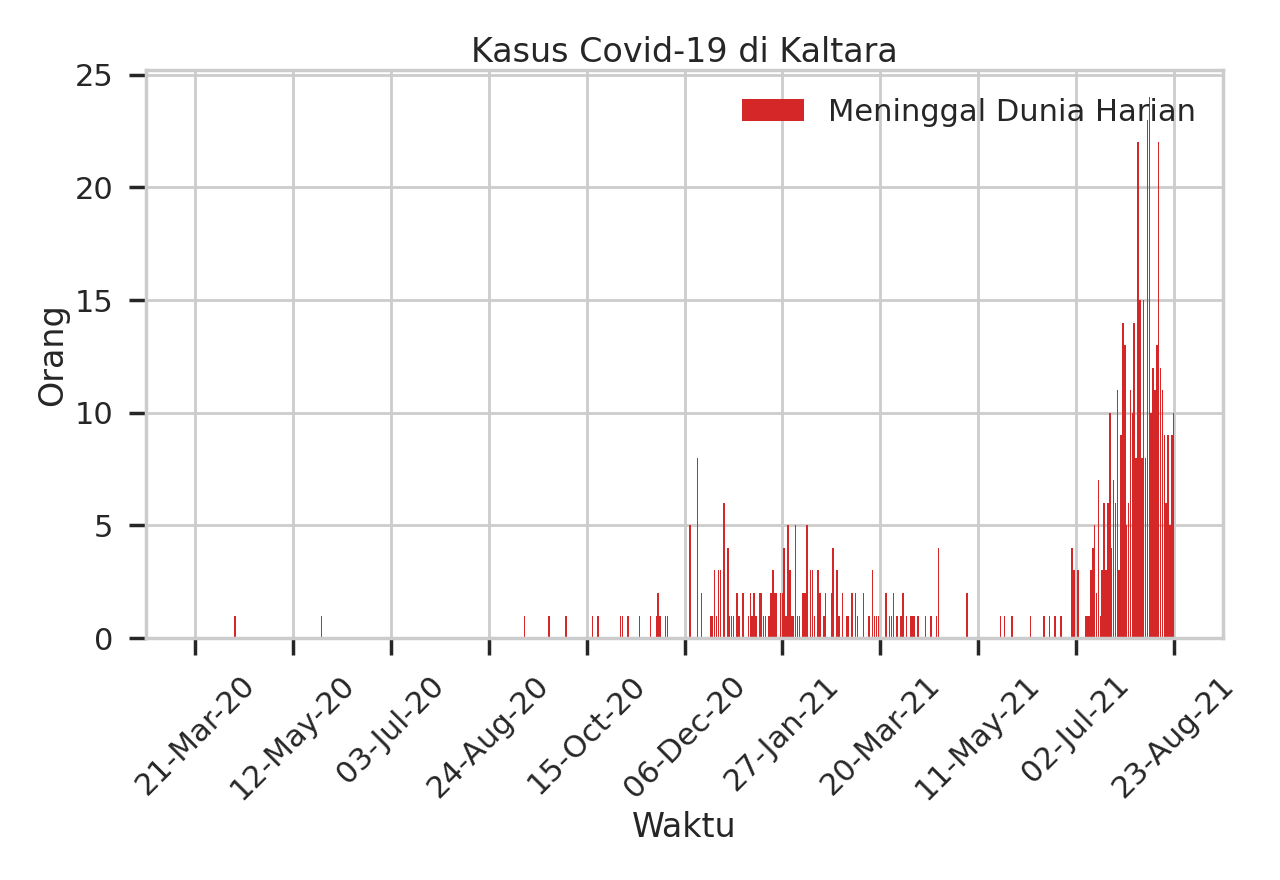 Kasus Covid-19 di Kaltara
Meninggal Dunia Harian
25
20
15
10
5
0
Orang
21-Mar-20
12-May-20
03-Jul-20
24-Aug-20
15-Oct-20
06-Dec-20
27-Jan-21
20-Mar-21
11-May-21
02-Jul-21
23-Aug-21
Waktu